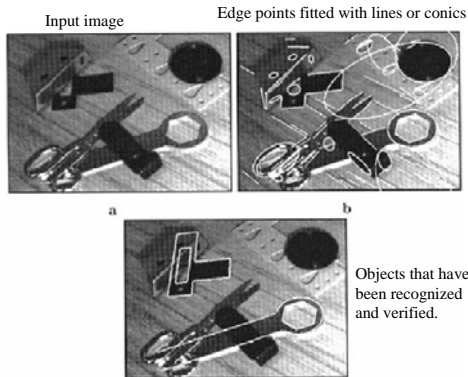 Input image
Edge points fitted with lines or conics
a
b
Objects that have
been recognized
and verified.